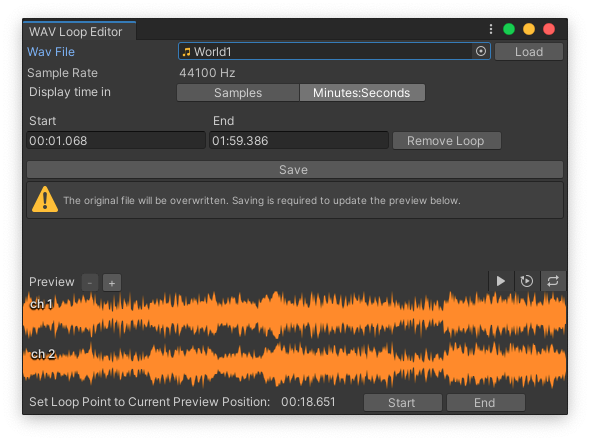 WAV Loop Editor
Wav File World1 Load
Sample Rate 44100 Hz
Display time in Samples Minutes:Seconds
Start End
00:01.068 01:59.386 Remove Loop
Save
The original file will be overwritten. Saving is required to update the preview below.
Preview - +
ch 1
ch 2
Set Loop Point to Current Preview Position: 00:18.651 Start End